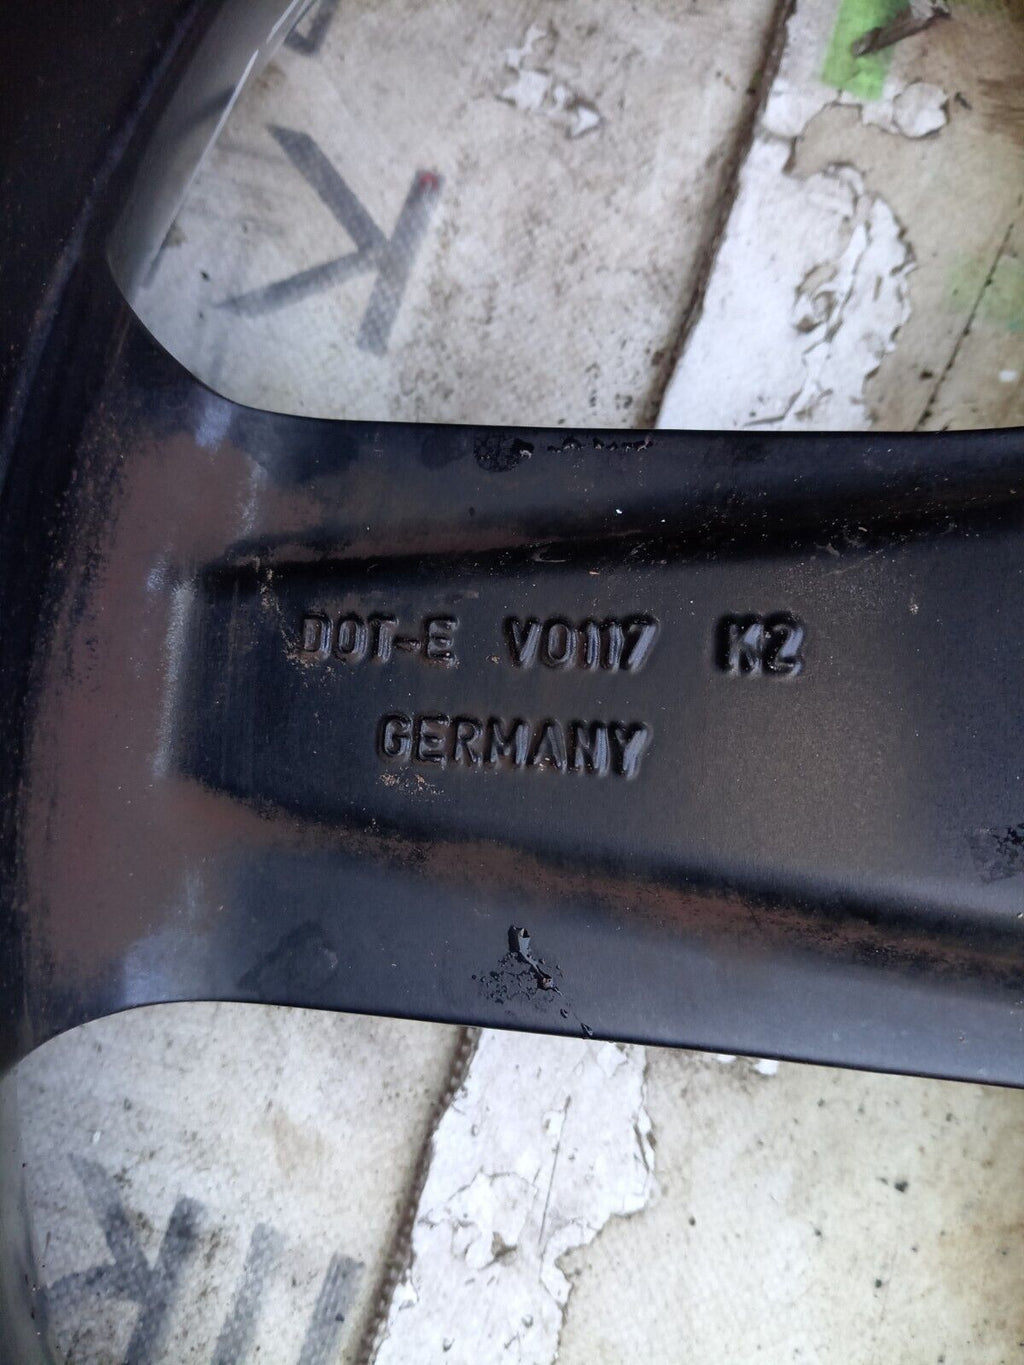 DOT-E V0117 K2
GERMANY
K